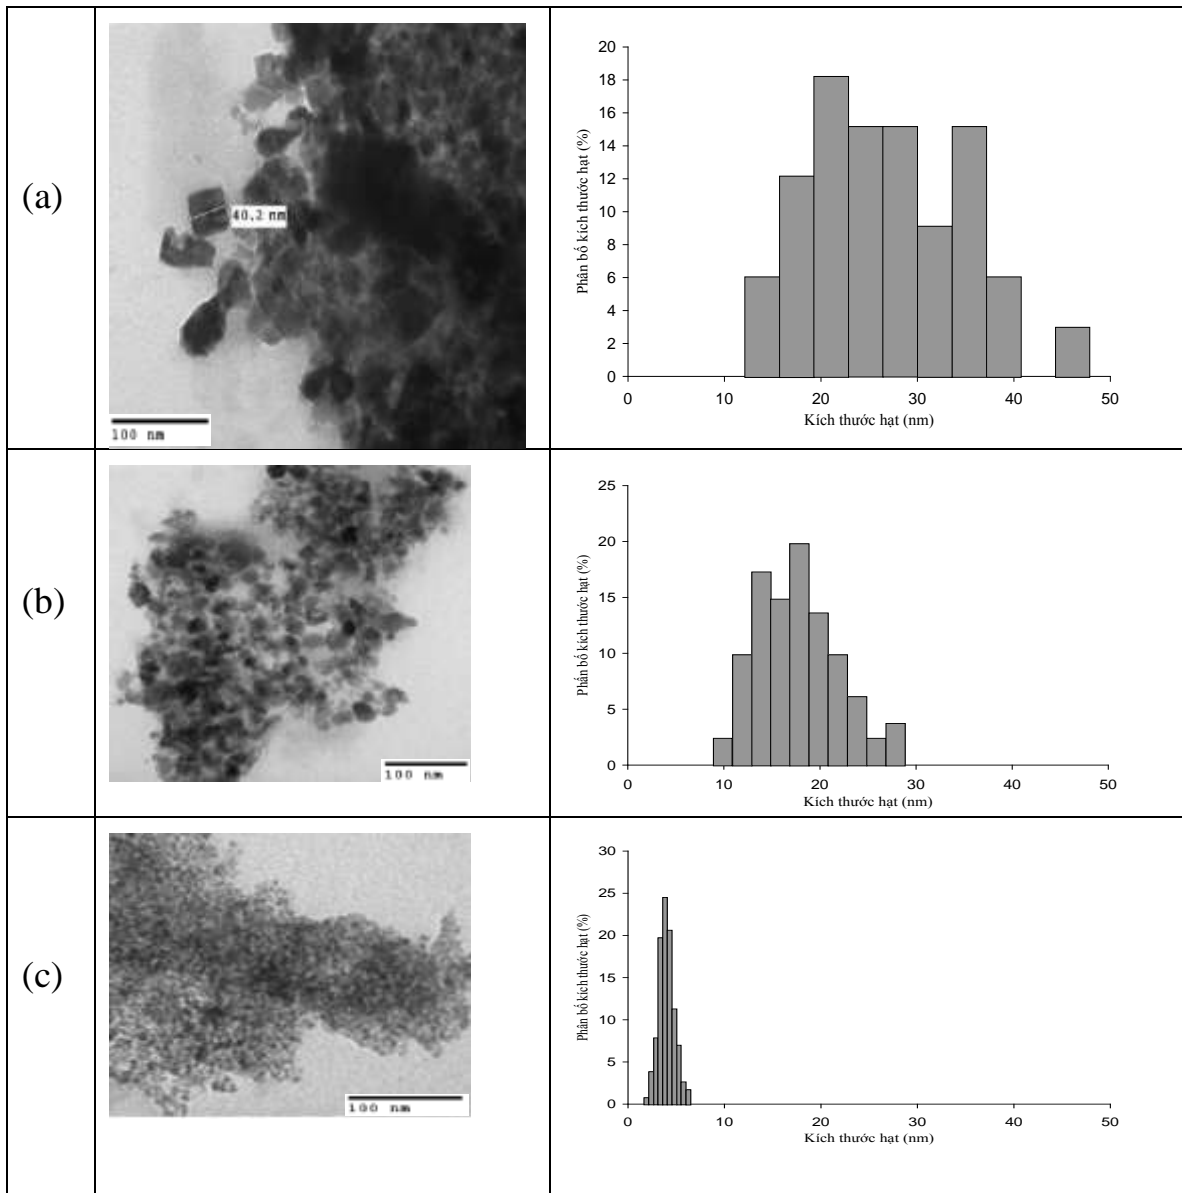 (a)
40.2 nm
100 nm
Phân bố kích thước hạt (%)
20
18
16
14
12
10
8
6
4
2
0
0 10 20 30 40 50
Kích thước hạt (nm)
(b)
100 nm
Phân bố kích thước hạt (%)
25
20
15
10
5
0
0 10 20 30 40 50
Kích thước hạt (nm)
(c)
100 nm
Phân bố kích thước hạt (%)
30
25
20
15
10
5
0
0 10 20 30 40 50
Kích thước hạt (nm)